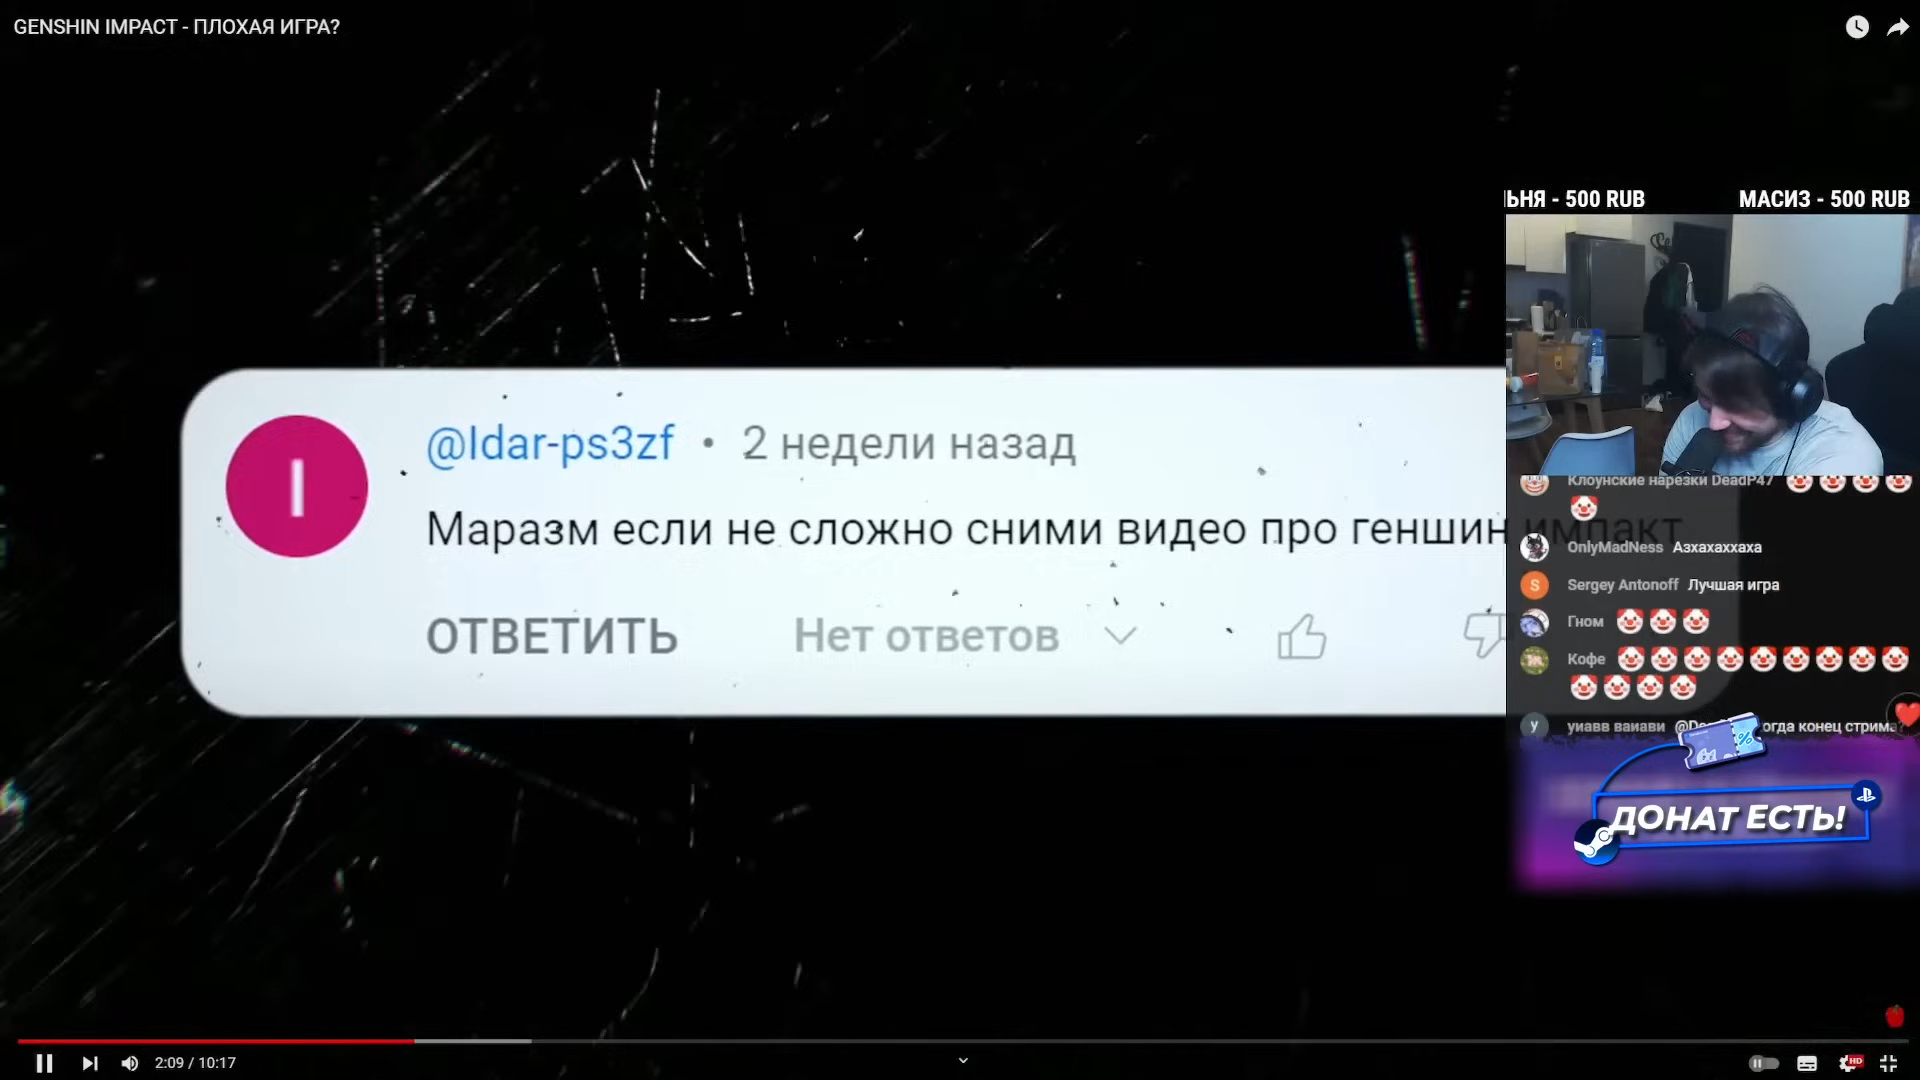 GENSHIN IMPACT - ПЛОХАЯ ИГРА?
ЬНЯ - 500 RUB МАСИЗ - 500 RUB
@Idar-ps3zf • 2 недели назад
Маразм если не сложно сними видео про геншин импакт
ОТВЕТИТЬ Нет ответов
Клоунские нарезки DeadP47 🤡🤡🤡🤡
🤡
OnlyMadNess Азхахаххаха
Sergey Antonoff Лучшая игра
Гном 🤡🤡🤡
Кофе 🤡🤡🤡🤡🤡🤡🤡🤡🤡
🤡🤡🤡🤡
уиавв ваиави огда конец стрима?
ДОНАТ ЕСТЬ!
2:09 / 10:17
HD